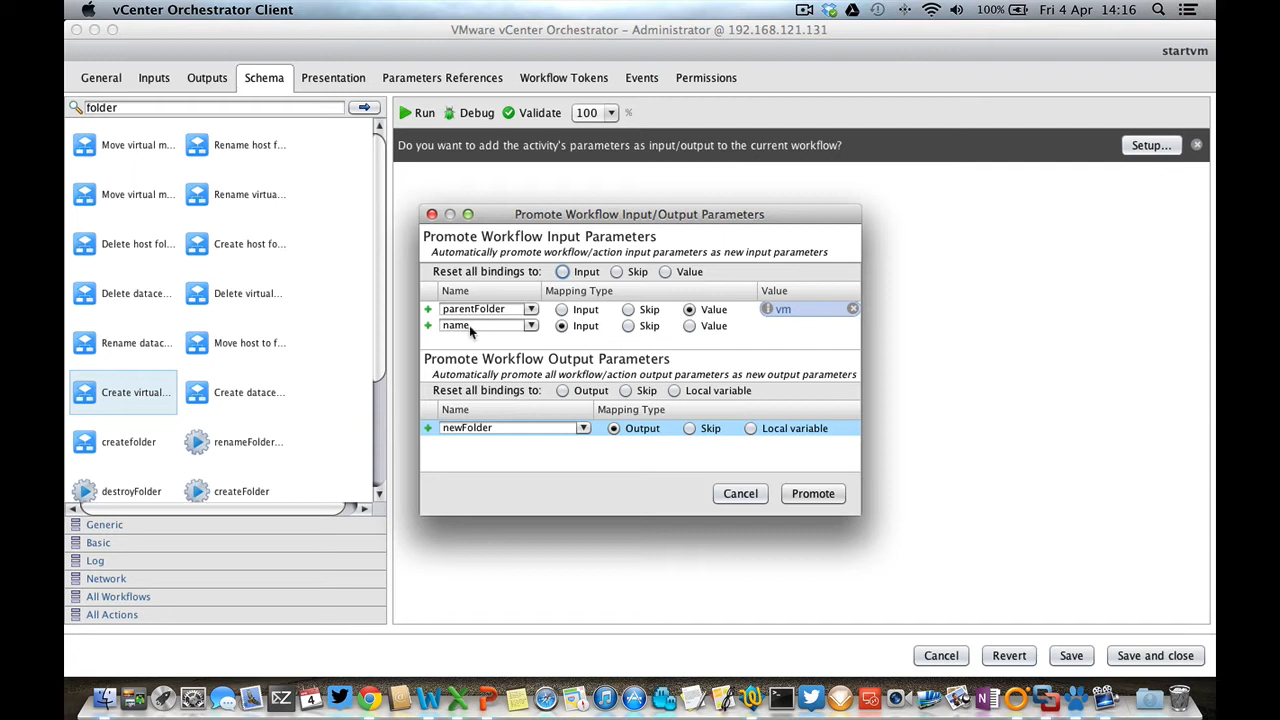 vCenter Orchestrator Client
100%
Fri 4 Apr 14:16
VMware vCenter Orchestrator - Administrator @ 192.168.121.131
startvm
General Inputs Outputs Schema Presentation Parameters References Workflow Tokens Events Permissions
folder
Run Debug Validate 100 %
Do you want to add the activity's parameters as input/output to the current workflow? Setup...
Move virtual m... Rename host f...
Move virtual m... Rename virtua...
Delete host fol... Create host fo...
Delete datace... Delete virtual...
Rename datac... Move host to f...
Create virtual... Create datace...
createfolder renameFolder...
destroyFolder createFolder
Generic
Basic
Log
Network
All Workflows
All Actions
Promote Workflow Input/Output Parameters
Promote Workflow Input Parameters
Automatically promote workflow/action input parameters as new input parameters
Reset all bindings to: Input Skip Value
Name Mapping Type Value
parentFolder Input Skip Value vm
name Input Skip Value
Promote Workflow Output Parameters
Automatically promote all workflow/action output parameters as new output parameters
Reset all bindings to: Output Skip Local variable
Name Mapping Type
newFolder Output Skip Local variable
Cancel Promote
Cancel Revert Save Save and close